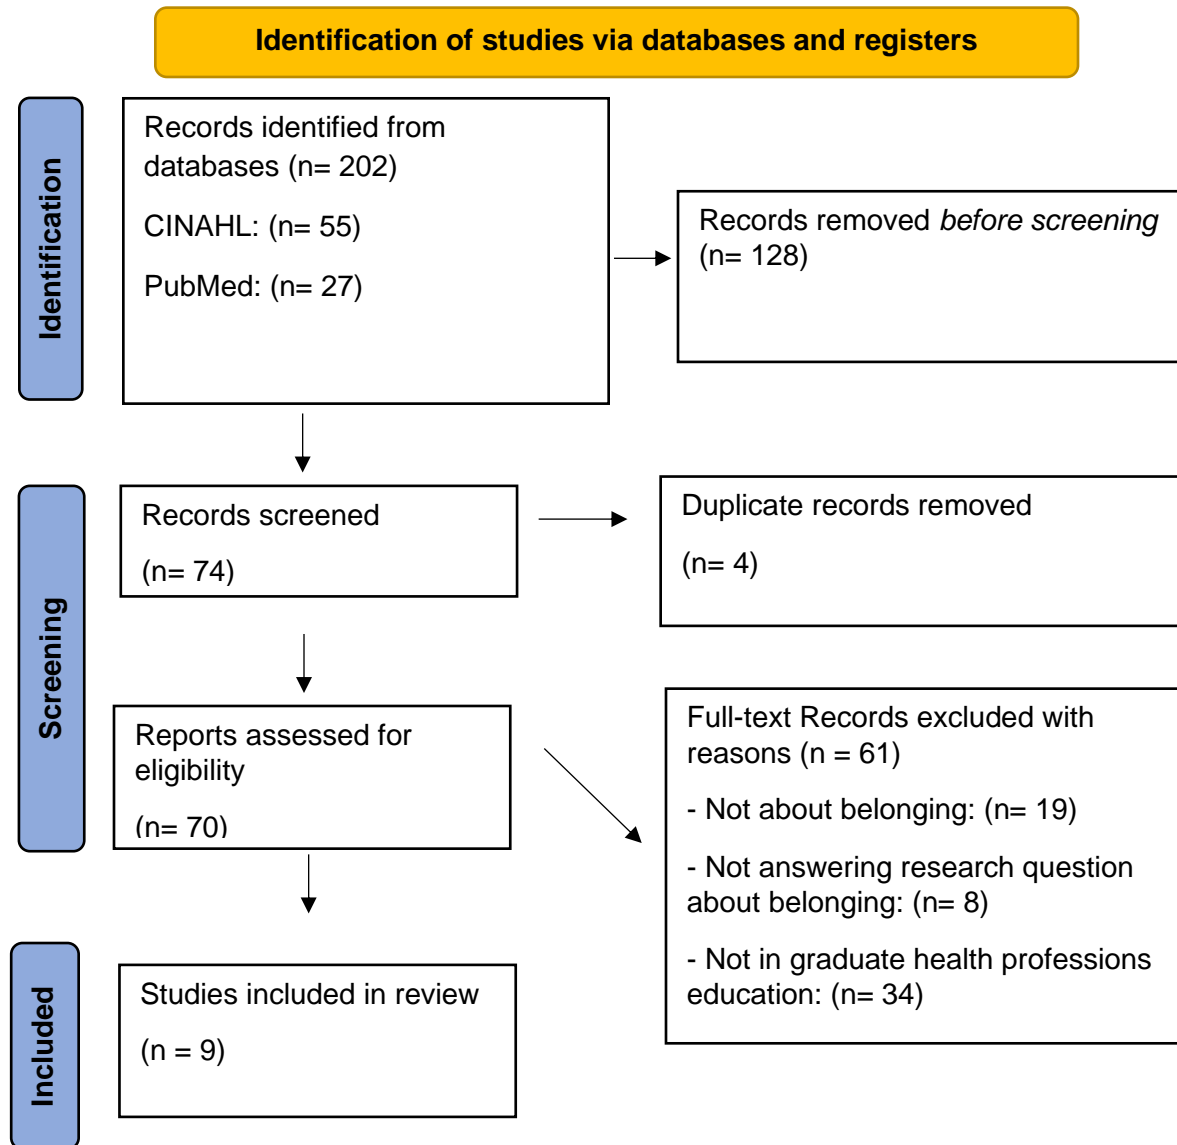 Identification of studies via databases and registers
Identification
Records identified from
databases (n= 202)
CINAHL: (n= 55)
PubMed: (n= 27)
Records removed before screening
(n= 128)
Screening
Records screened
(n= 74)
Duplicate records removed
(n= 4)
Reports assessed for
eligibility
(n= 70)
Full-text Records excluded with
reasons (n = 61)
- Not about belonging: (n= 19)
- Not answering research question
about belonging: (n= 8)
- Not in graduate health professions
education: (n= 34)
Included
Studies included in review
(n = 9)